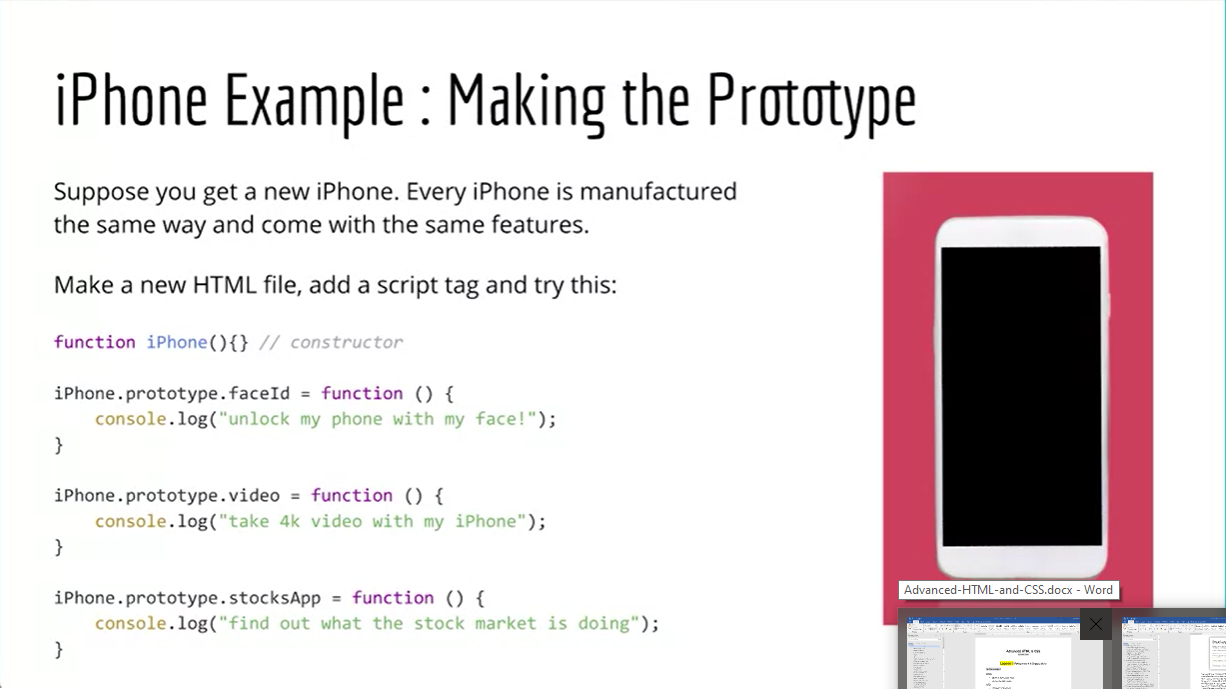 iPhone Example : Making the Prototype
Suppose you get a new iPhone. Every iPhone is manufactured
the same way and come with the same features.
Make a new HTML file, add a script tag and try this:
function iPhone(){} // constructor
iPhone.prototype.faceId = function () {
    console.log("unlock my phone with my face!");
}
iPhone.prototype.video = function () {
    console.log("take 4k video with my iPhone");
}
iPhone.prototype.stocksApp = function () {
    console.log("find out what the stock market is doing");
}
Advanced-HTML-and-CSS.docx - Word